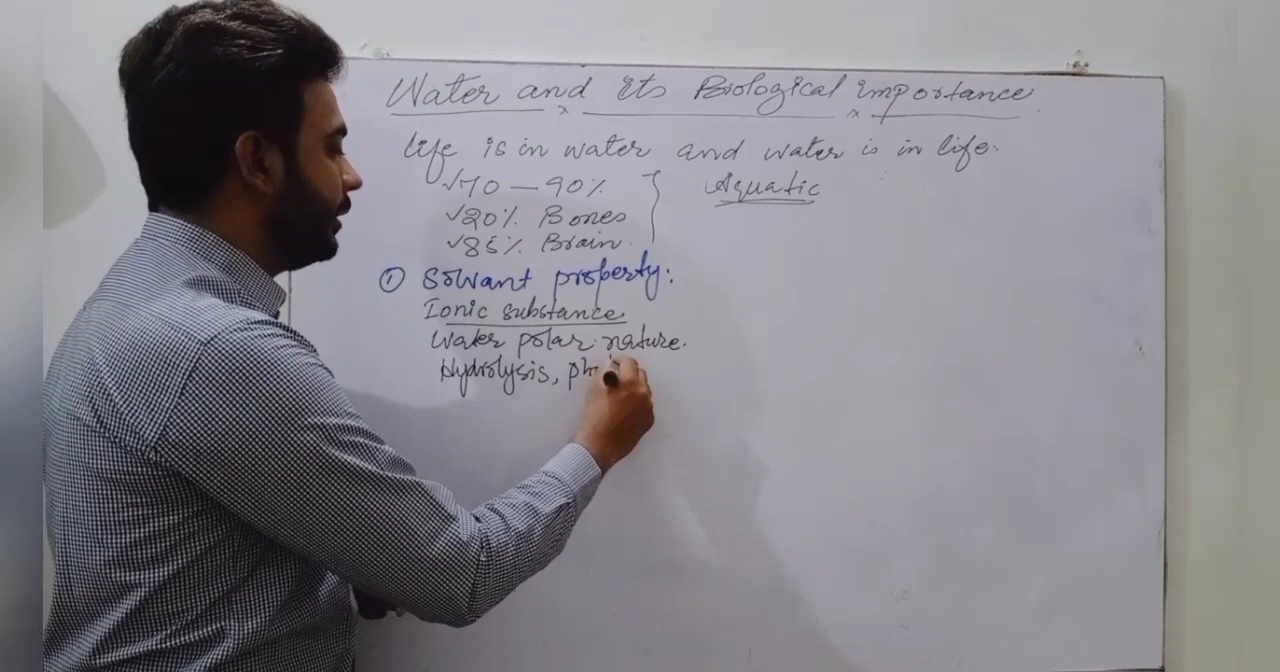 Water and its Biological importance
life is in water and water is in life.
✓70 — 90% } Aquatic
✓20% Bones
✓85% Brain.
① Solvant property:
Ionic substance
Water polar nature.
Hydrolysis, ph